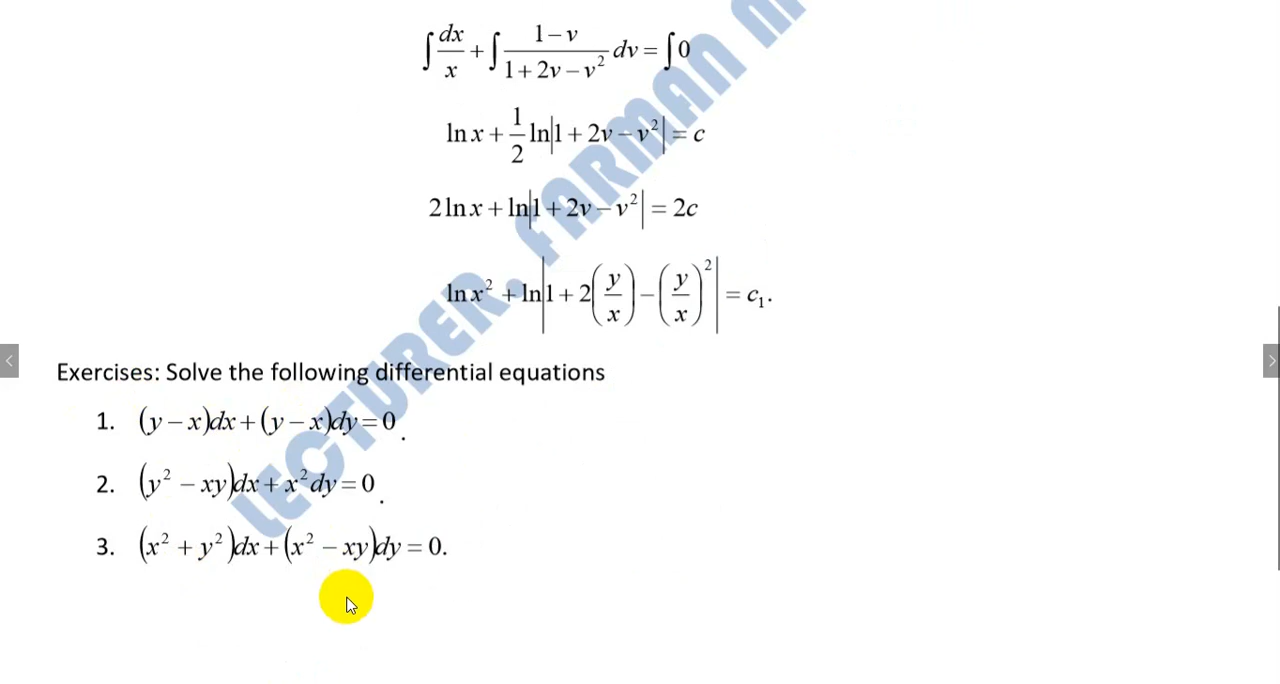 ∫ dx/x + ∫ (1 − v)/(1 + 2v − v²) dv = ∫ 0
ln x + 1/2 ln|1 + 2v − v²| = c
2 ln x + ln|1 + 2v − v²| = 2c
ln x² + ln|1 + 2(y/x) − (y/x)²| = c₁.
Exercises: Solve the following differential equations
1. (y − x)dx + (y − x)dy = 0.
2. (y² − xy)dx + x²dy = 0.
3. (x² + y²)dx + (x² − xy)dy = 0.
LECTURER. FARMAN